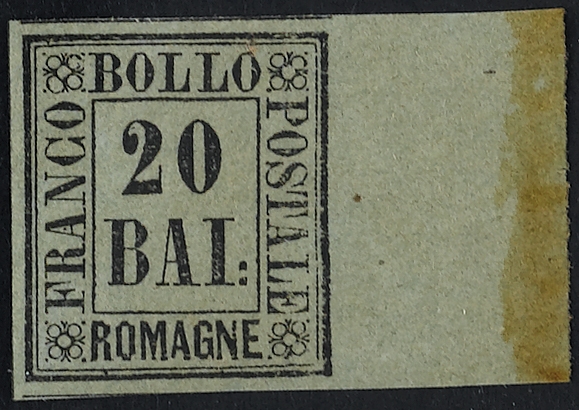 FRANCO
BOLLO
POSTALE
20
BAI:
ROMAGNE